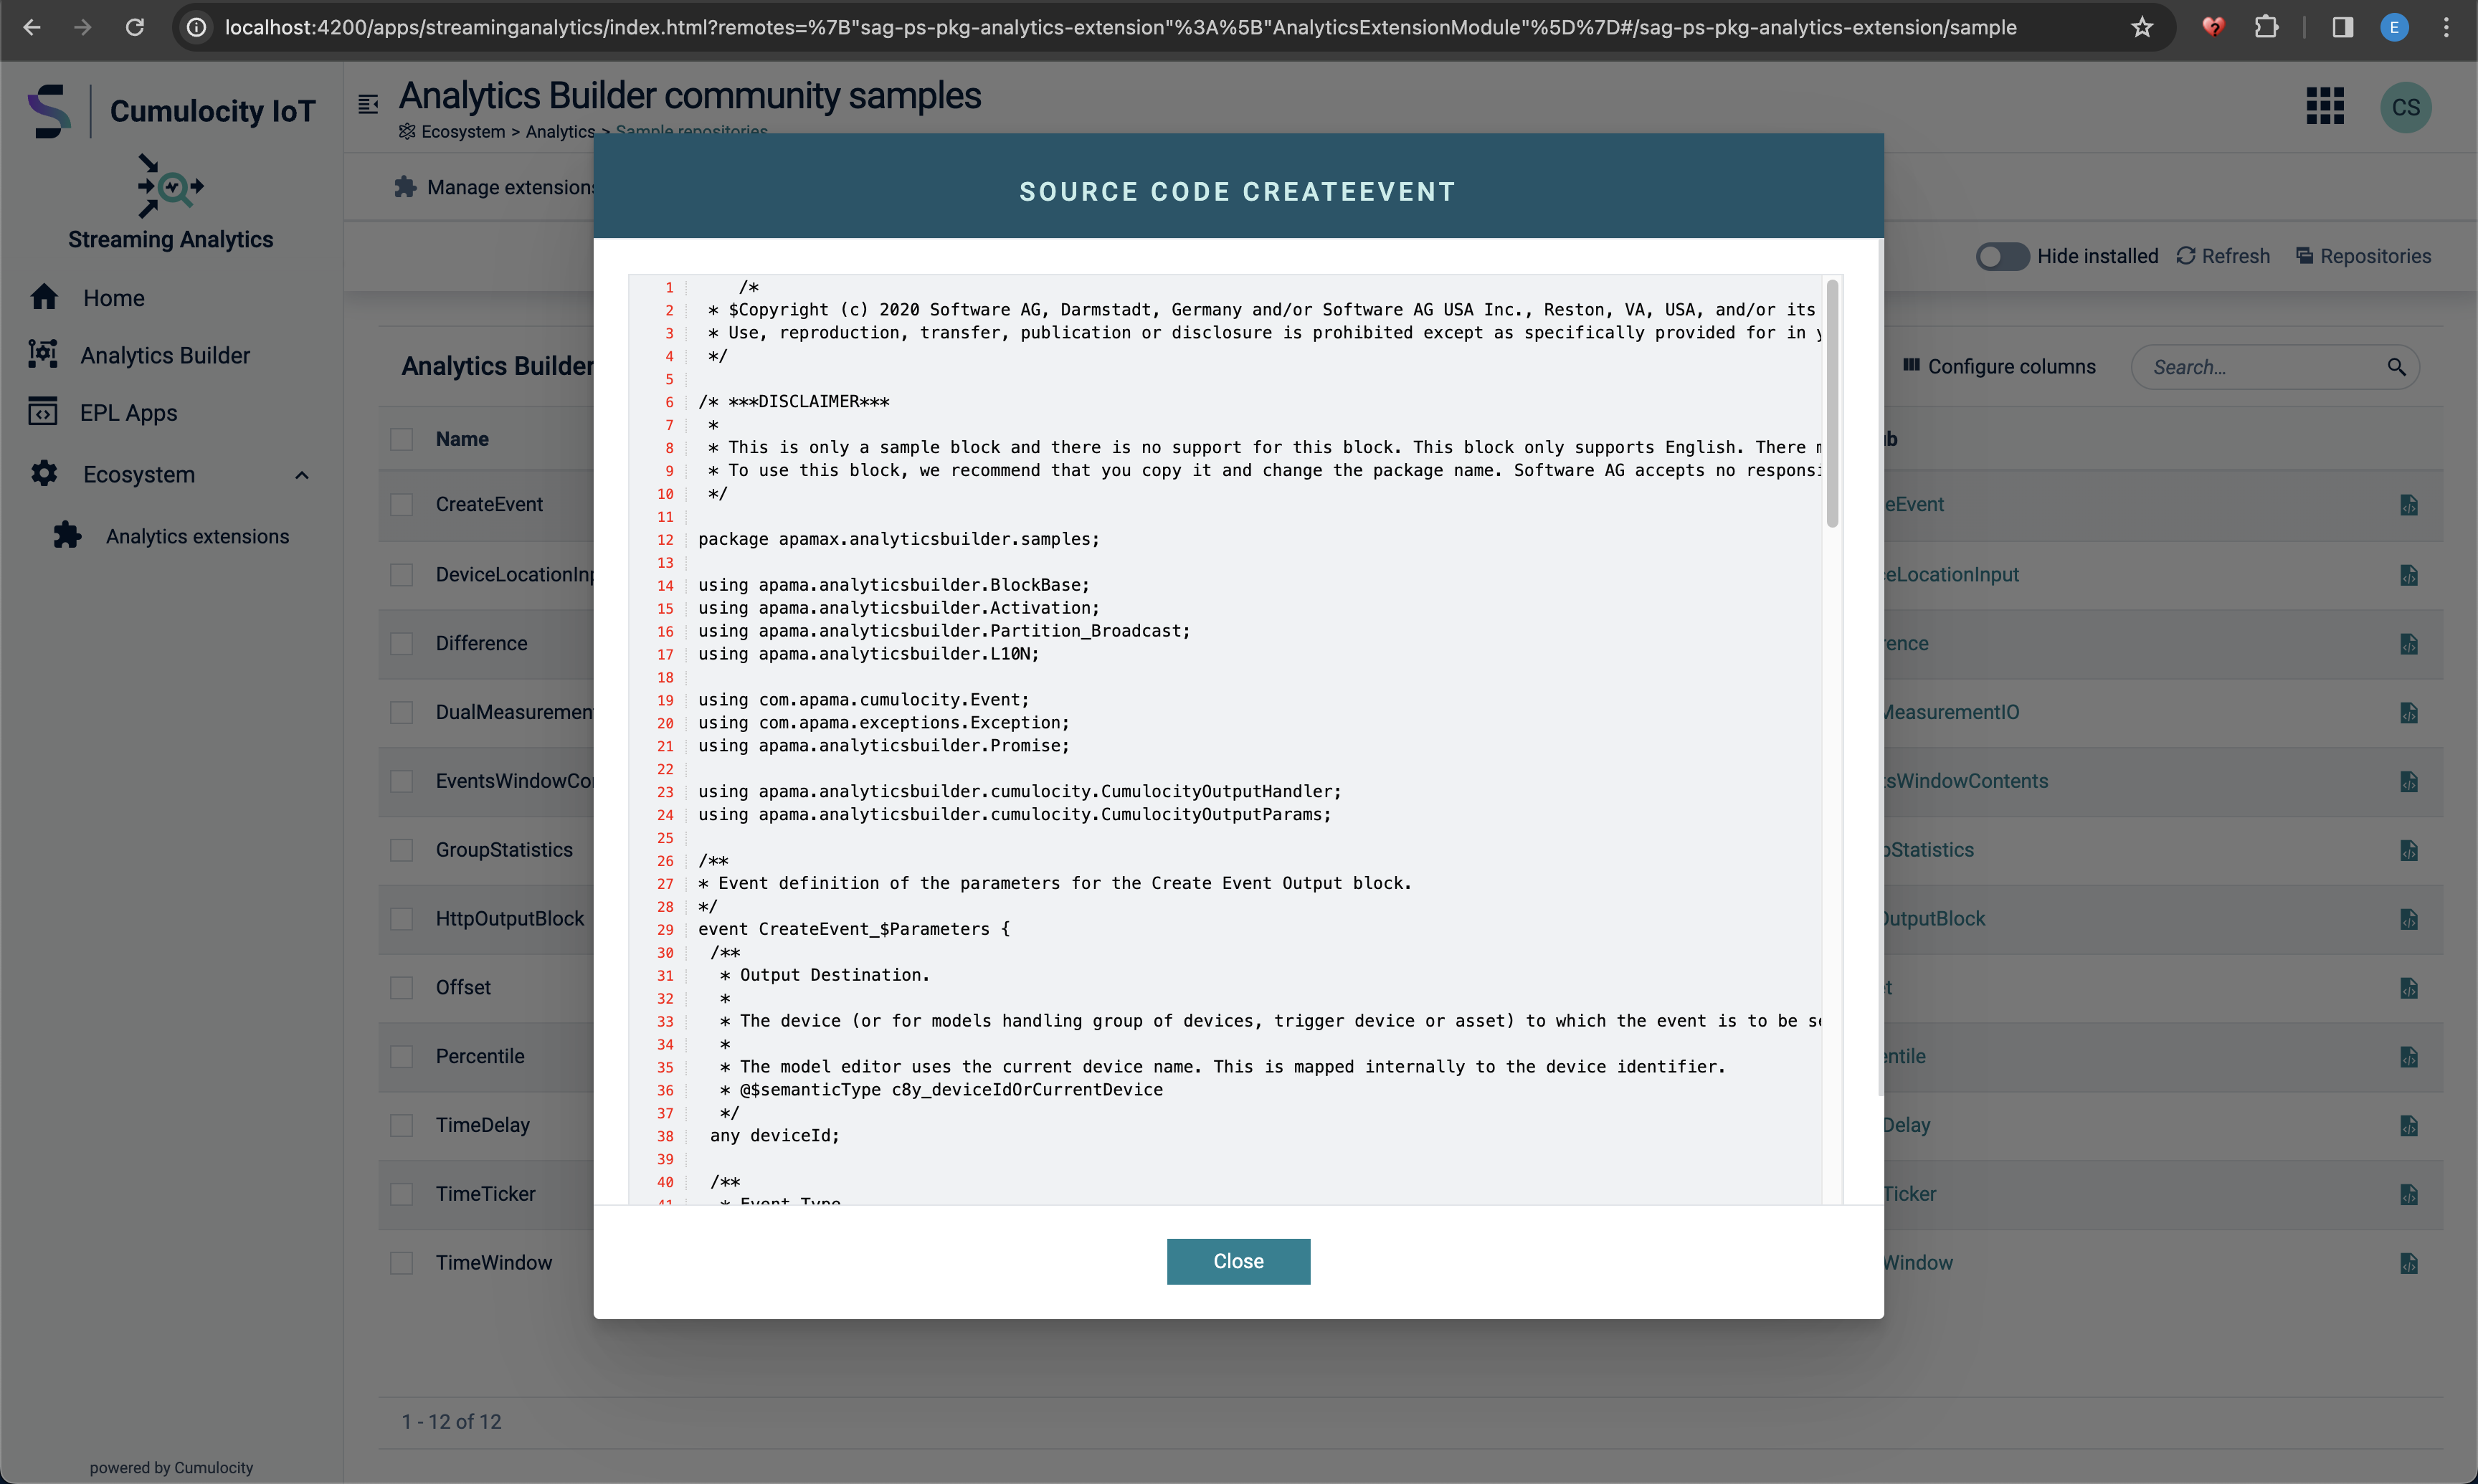 localhost:4200/apps/streaminganalytics/index.html?remotes=%7B"sag-ps-pkg-analytics-extension"%3A%5B"AnalyticsExtensionModule"%5D%7D#/sag-ps-pkg-analytics-extension/sample
E
Cumulocity IoT
Streaming Analytics
Home
Analytics Builder
EPL Apps
Ecosystem
Analytics extensions
powered by Cumulocity
Analytics Builder community samples
Ecosystem > Analytics > Sample repositories
CS
Manage extensions
Hide installed
Refresh
Repositories
Analytics Builder
Configure columns
Search...
Name
b
CreateEvent
eEvent
DeviceLocationInp
eLocationInput
Difference
rence
DualMeasuremen
MeasurementIO
EventsWindowCo
tsWindowContents
GroupStatistics
pStatistics
HttpOutputBlock
OutputBlock
Offset
t
Percentile
entile
TimeDelay
Delay
TimeTicker
Ticker
TimeWindow
Window
1 - 12 of 12
SOURCE CODE CREATEEVENT
1 /*
2 * $Copyright (c) 2020 Software AG, Darmstadt, Germany and/or Software AG USA Inc., Reston, VA, USA, and/or its
3 * Use, reproduction, transfer, publication or disclosure is prohibited except as specifically provided for in y
4 */
5
6 /* ***DISCLAIMER***
7 *
8 * This is only a sample block and there is no support for this block. This block only supports English. There m
9 * To use this block, we recommend that you copy it and change the package name. Software AG accepts no responsi
10 */
11
12 package apamax.analyticsbuilder.samples;
13
14 using apama.analyticsbuilder.BlockBase;
15 using apama.analyticsbuilder.Activation;
16 using apama.analyticsbuilder.Partition_Broadcast;
17 using apama.analyticsbuilder.L10N;
18
19 using com.apama.cumulocity.Event;
20 using com.apama.exceptions.Exception;
21 using apama.analyticsbuilder.Promise;
22
23 using apama.analyticsbuilder.cumulocity.CumulocityOutputHandler;
24 using apama.analyticsbuilder.cumulocity.CumulocityOutputParams;
25
26 /**
27 * Event definition of the parameters for the Create Event Output block.
28 */
29 event CreateEvent_$Parameters {
30 /**
31 * Output Destination.
32 *
33 * The device (or for models handling group of devices, trigger device or asset) to which the event is to be se
34 *
35 * The model editor uses the current device name. This is mapped internally to the device identifier.
36 * @$semanticType c8y_deviceIdOrCurrentDevice
37 */
38 any deviceId;
39
40 /**
41 * Event Type
Close